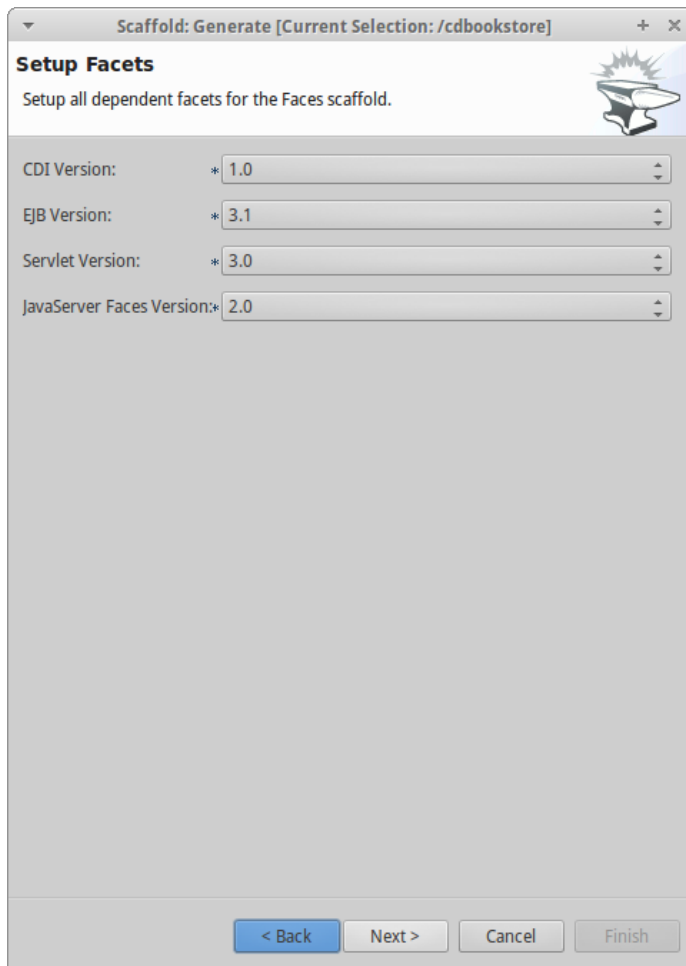 Scaffold: Generate [Current Selection: /cdbookstore]
Setup Facets
Setup all dependent facets for the Faces scaffold.
CDI Version: * 1.0
EJB Version: * 3.1
Servlet Version: * 3.0
JavaServer Faces Version:* 2.0
< Back Next > Cancel Finish